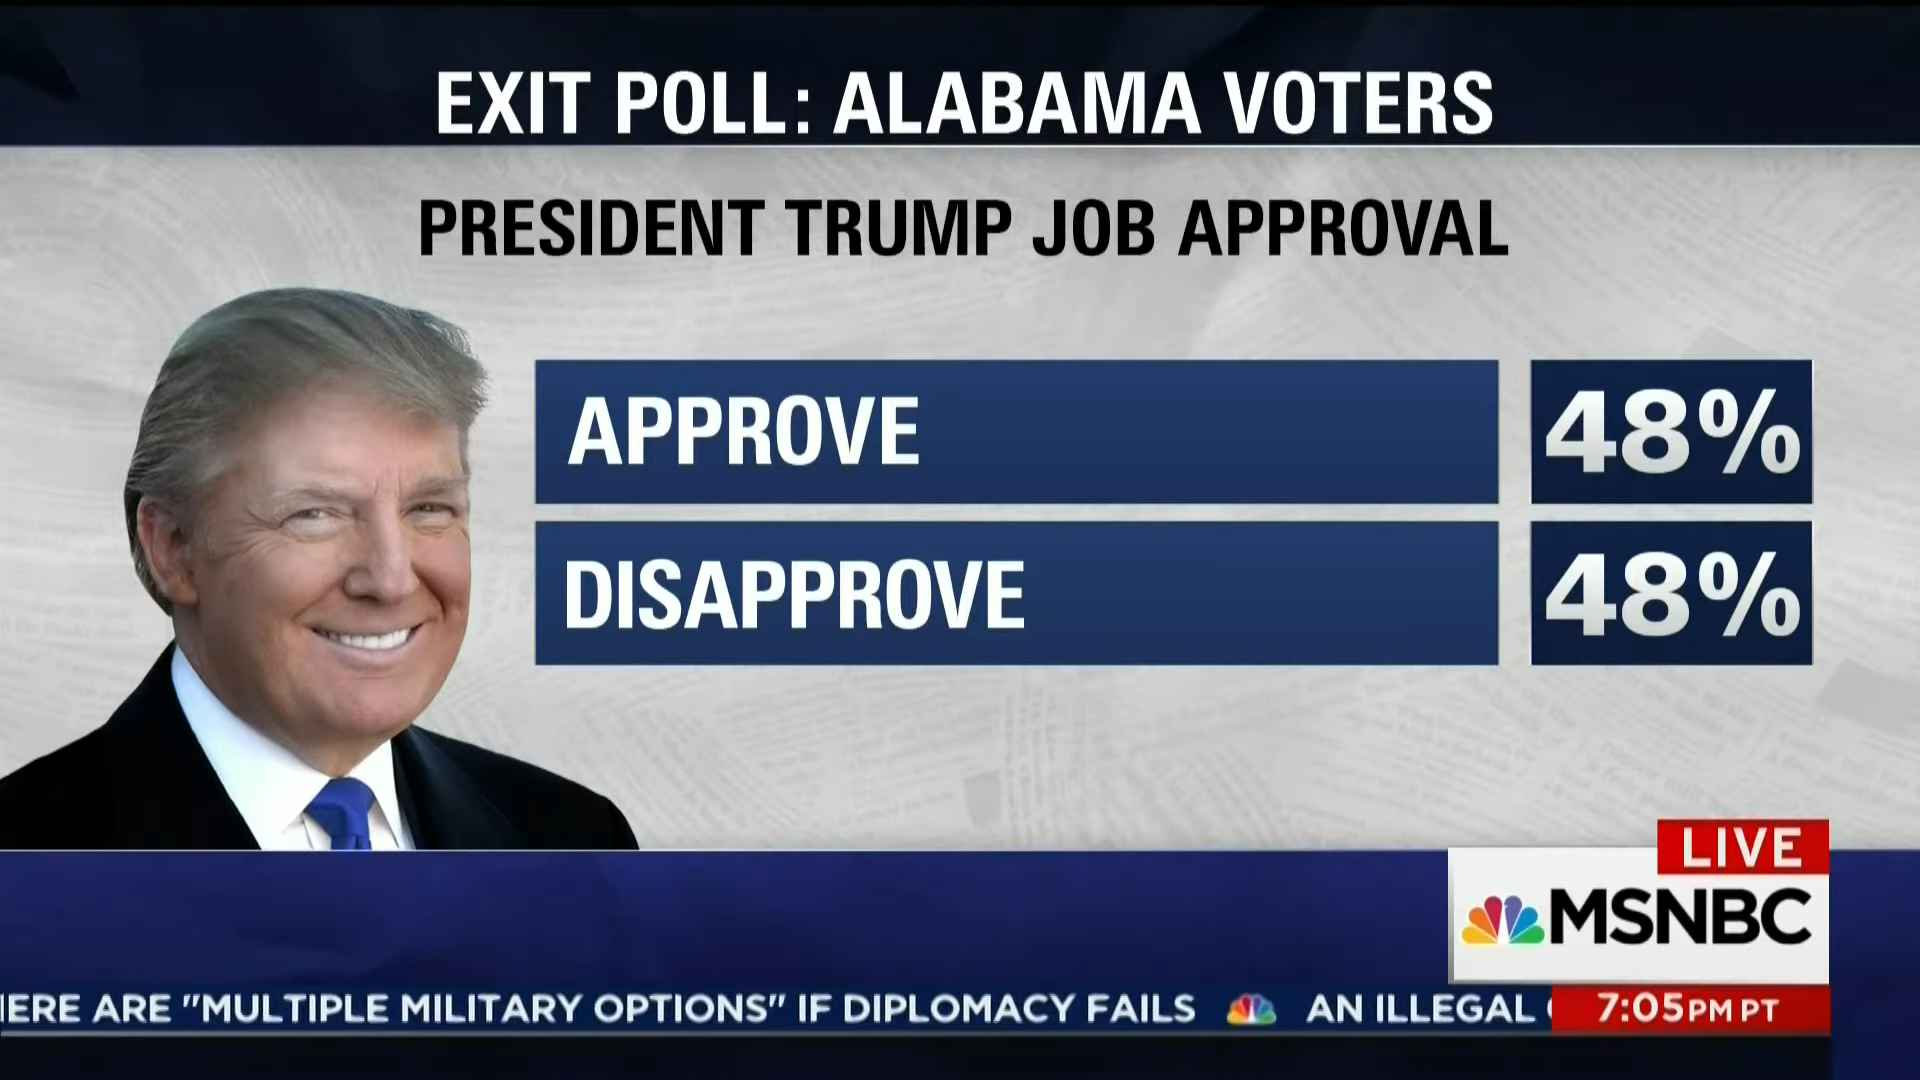 EXIT POLL: ALABAMA VOTERS
PRESIDENT TRUMP JOB APPROVAL
APPROVE 48%
DISAPPROVE 48%
LIVE
MSNBC
ARE "MULTIPLE MILITARY OPTIONS" IF DIPLOMACY FAILS AN ILLEGAL
7:05PM PT